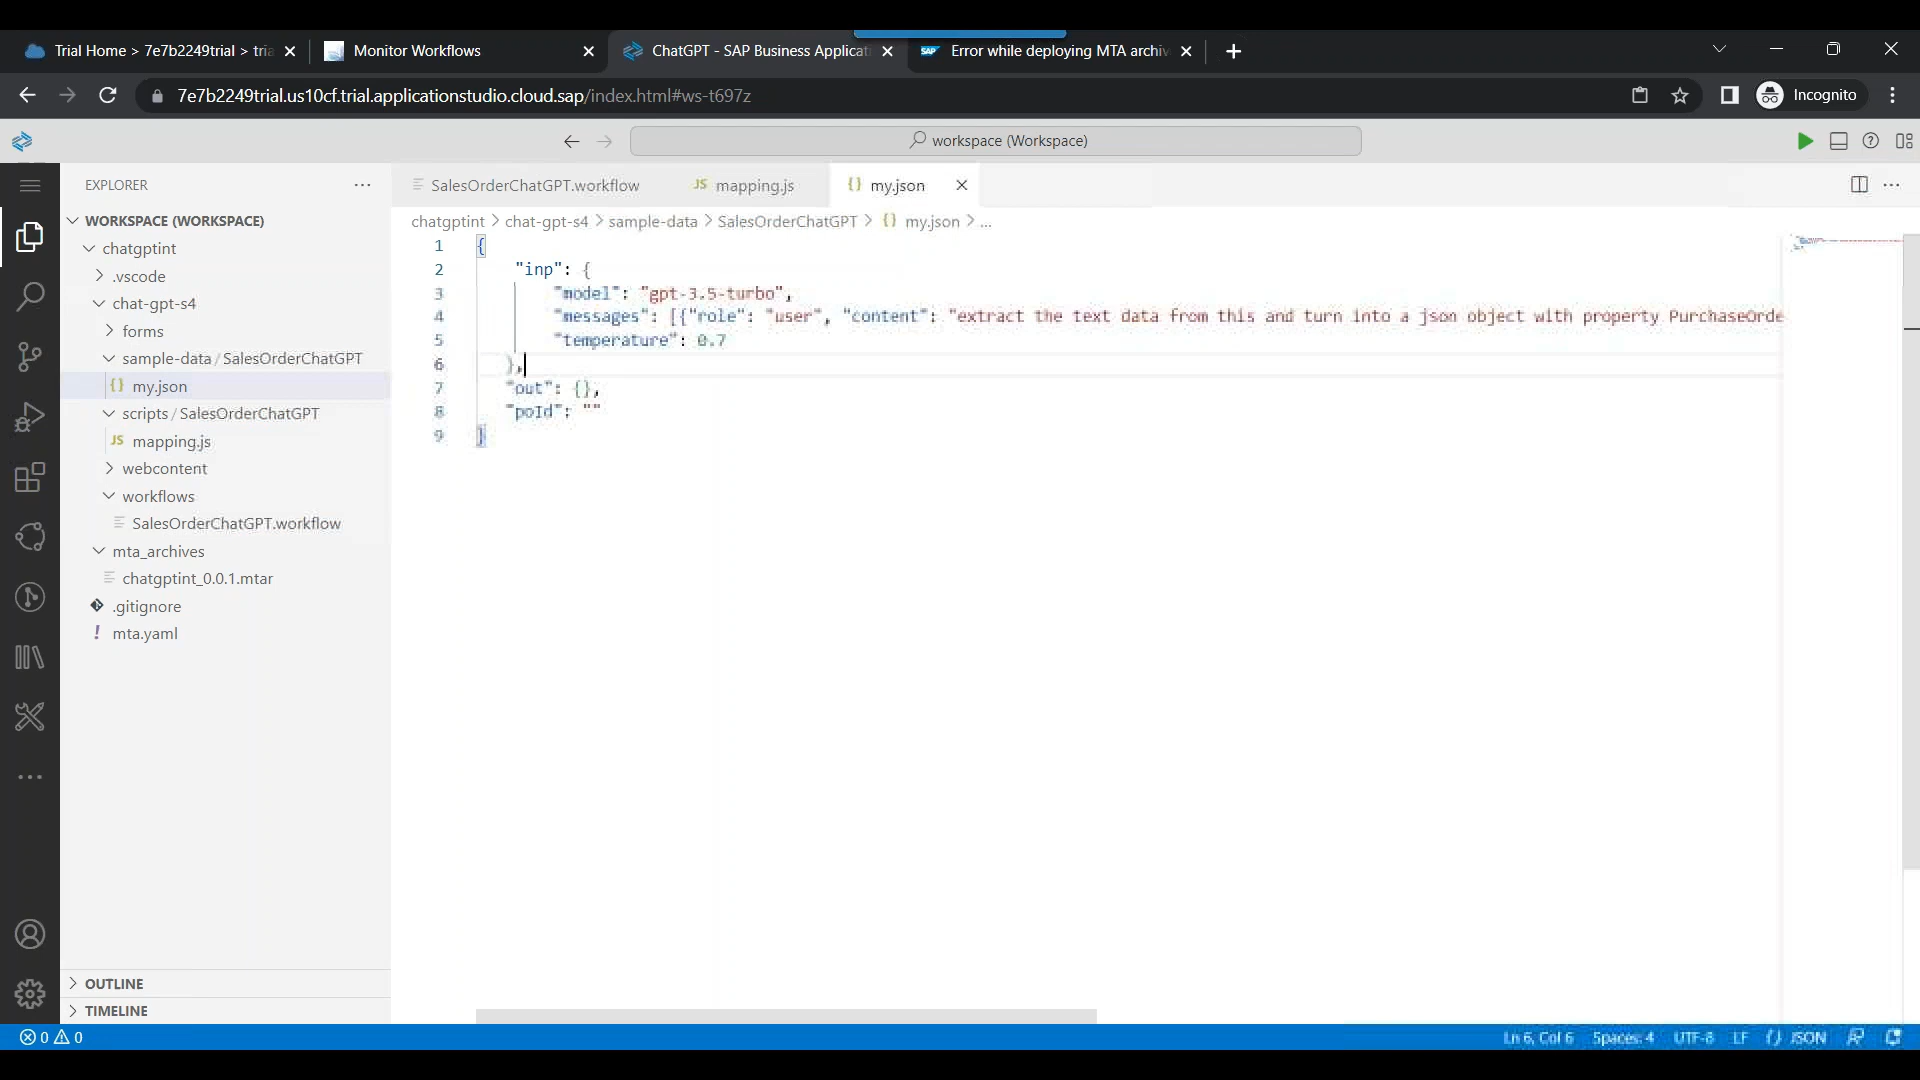 Trial Home > 7e7b2249trial > tria
Monitor Workflows
ChatGPT - SAP Business Applicat
SAP Error while deploying MTA archiv
7e7b2249trial.us10cf.trial.applicationstudio.cloud.sap/index.html#ws-t697z
Incognito
workspace (Workspace)
EXPLORER
SalesOrderChatGPT.workflow
JS mapping.js
{} my.json
WORKSPACE (WORKSPACE)
chatgptint > chat-gpt-s4 > sample-data > SalesOrderChatGPT > {} my.json > ...
chatgptint
.vscode
chat-gpt-s4
forms
sample-data / SalesOrderChatGPT
{} my.json
scripts / SalesOrderChatGPT
JS mapping.js
webcontent
workflows
SalesOrderChatGPT.workflow
mta_archives
chatgptint_0.0.1.mtar
.gitignore
! mta.yaml
OUTLINE
TIMELINE
1 {
2 "inp": {
3 "model": "gpt-3.5-turbo",
4 "messages": [{"role": "user", "content": "extract the text data from this and turn into a json object with property PurchaseOrde
5 "temperature": 0.7
6 },
7 "out": {},
8 "poId": ""
9 }
0 0
Ln 6, Col 6 Spaces: 4 UTF-8 LF {} JSON